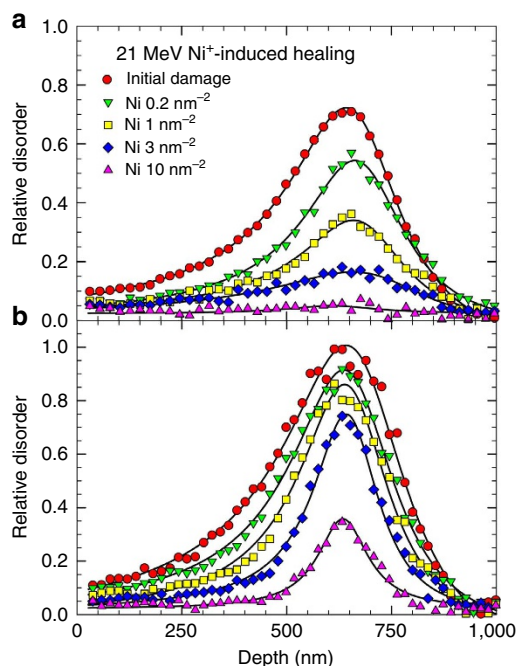 a
1.0
21 MeV Ni⁺-induced healing
Initial damage
Ni 0.2 nm⁻²
0.8
Ni 1 nm⁻²
Ni 3 nm⁻²
Ni 10 nm⁻²
0.6
0.4
0.2
0.0
Relative disorder
b
1.0
0.8
0.6
0.4
0.2
0.0
Relative disorder
0 250 500 750 1,000
Depth (nm)